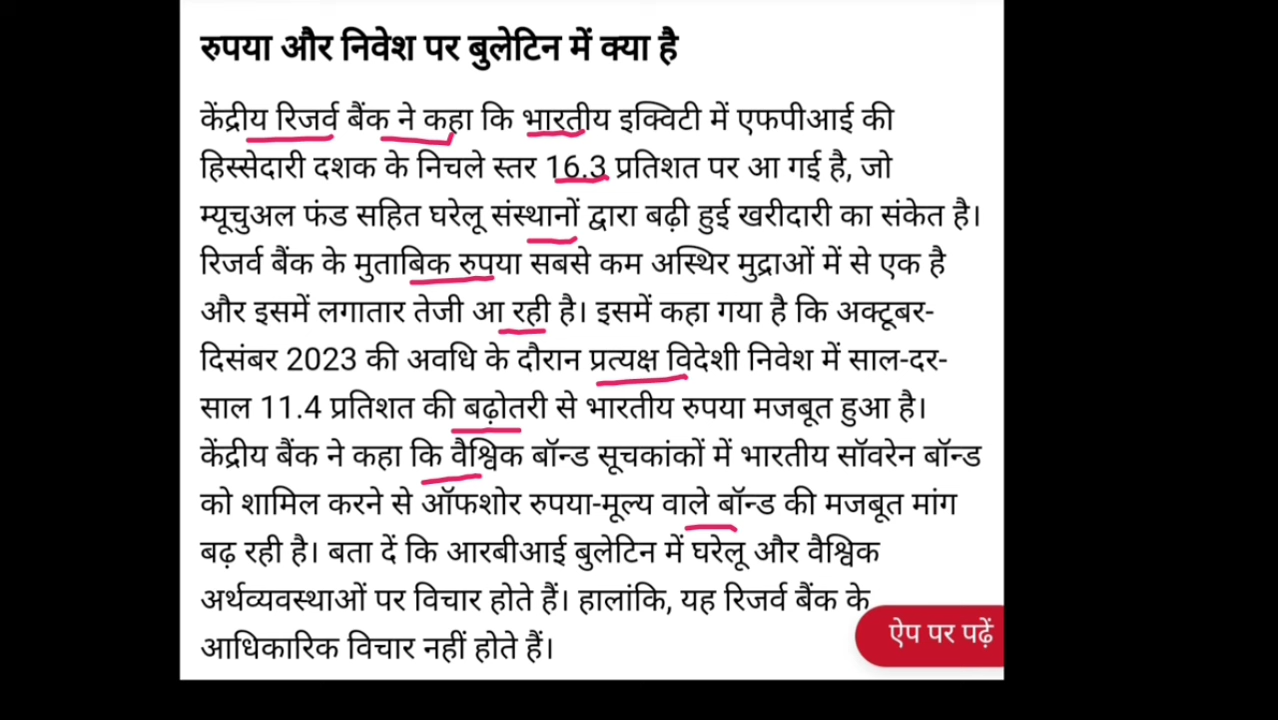 रुपया और निवेश पर बुलेटिन में क्या है
केंद्रीय रिजर्व बैंक ने कहा कि भारतीय इक्विटी में एफपीआई की
हिस्सेदारी दशक के निचले स्तर 16.3 प्रतिशत पर आ गई है, जो
म्यूचुअल फंड सहित घरेलू संस्थानों द्वारा बढ़ी हुई खरीदारी का संकेत है।
रिजर्व बैंक के मुताबिक रुपया सबसे कम अस्थिर मुद्राओं में से एक है
और इसमें लगातार तेजी आ रही है। इसमें कहा गया है कि अक्टूबर-
दिसंबर 2023 की अवधि के दौरान प्रत्यक्ष विदेशी निवेश में साल-दर-
साल 11.4 प्रतिशत की बढ़ोतरी से भारतीय रुपया मजबूत हुआ है।
केंद्रीय बैंक ने कहा कि वैश्विक बॉन्ड सूचकांकों में भारतीय सॉवरेन बॉन्ड
को शामिल करने से ऑफशोर रुपया-मूल्य वाले बॉन्ड की मजबूत मांग
बढ़ रही है। बता दें कि आरबीआई बुलेटिन में घरेलू और वैश्विक
अर्थव्यवस्थाओं पर विचार होते हैं। हालांकि, यह रिजर्व बैंक के
आधिकारिक विचार नहीं होते हैं।
ऐप पर पढ़ें